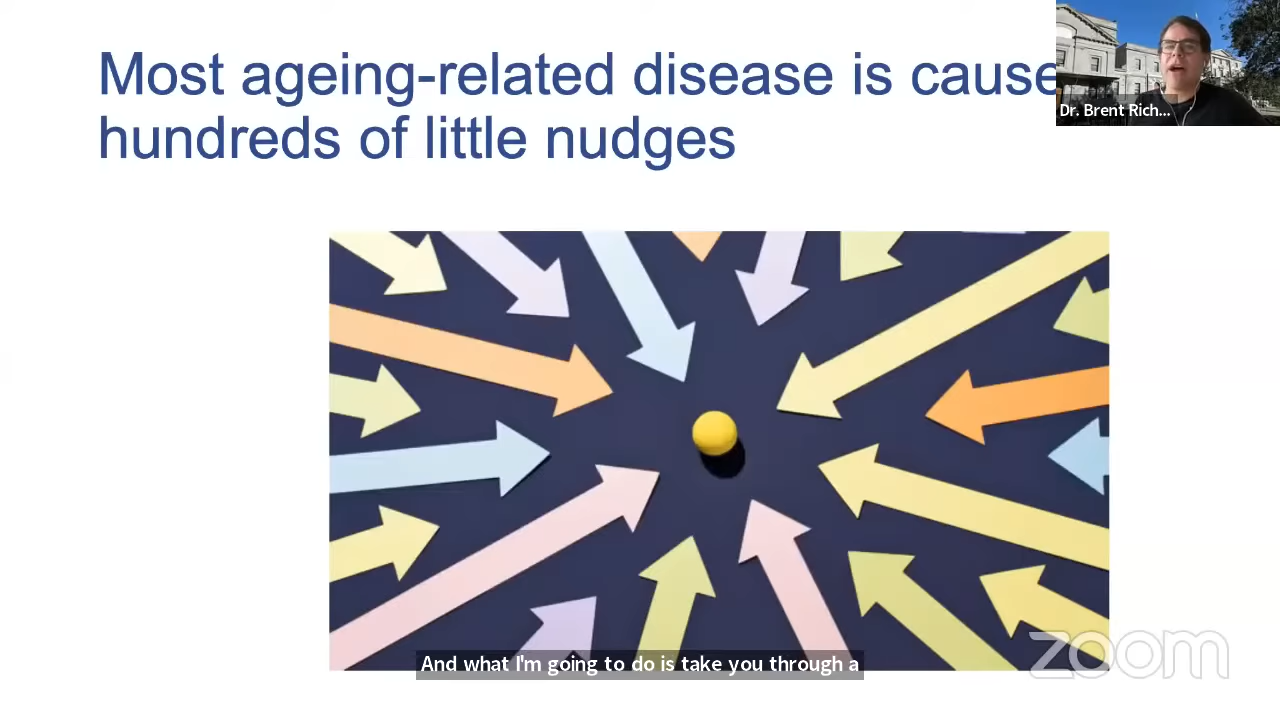 Most ageing-related disease is cause
hundreds of little nudges
Dr. Brent Rich...
And what I'm going to do is take you through a
zoom